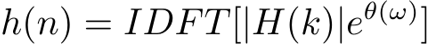 h(n) = IDFT[|H(k)|e^{θ(ω)}]